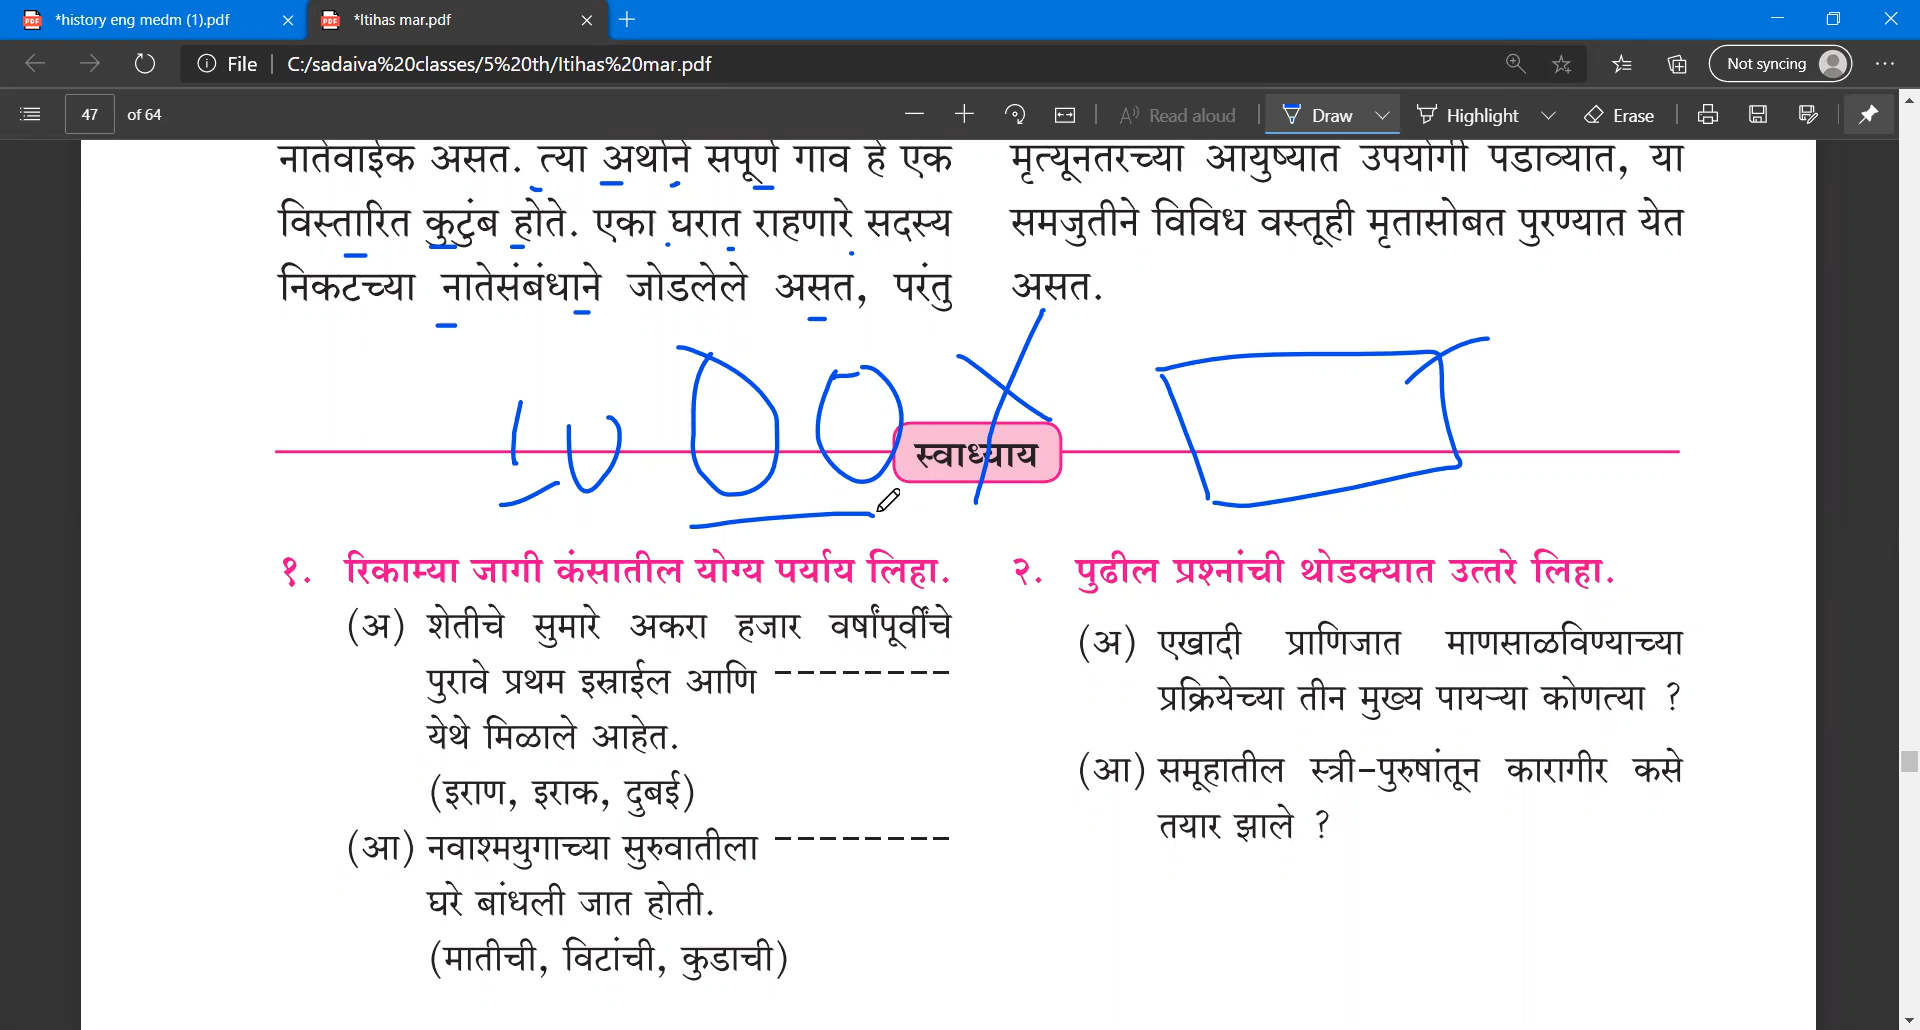 *history eng medm (1).pdf
*Itihas mar.pdf
File
C:/sadaiva%20classes/5%20th/Itihas%20mar.pdf
Not syncing
47 of 64
Read aloud
Draw
Highlight
Erase
नातेवाईक असत. त्या अर्थाने संपूर्ण गाव हे एक
विस्तारित कुटुंब होते. एका घरात राहणारे सदस्य
निकटच्या नातेसंबंधाने जोडलेले असत, परंतु
मृत्यूनंतरच्या आयुष्यात उपयोगी पडाव्यात, या
समजुतीने विविध वस्तूही मृतासोबत पुरण्यात येत
असत.
स्वाध्याय
१. रिकाम्या जागी कंसातील योग्य पर्याय लिहा.
(अ) शेतीचे सुमारे अकरा हजार वर्षांपूर्वीचे
पुरावे प्रथम इस्राईल आणि ---------
येथे मिळाले आहेत.
(इराण, इराक, दुबई)
(आ) नवाश्मयुगाच्या सुरुवातीला ---------
घरे बांधली जात होती.
(मातीची, विटांची, कुडाची)
२. पुढील प्रश्नांची थोडक्यात उत्तरे लिहा.
(अ) एखादी प्राणिजात माणसाळविण्याच्या
प्रक्रियेच्या तीन मुख्य पायऱ्या कोणत्या ?
(आ) समूहातील स्त्री-पुरुषांतून कारागीर कसे
तयार झाले ?